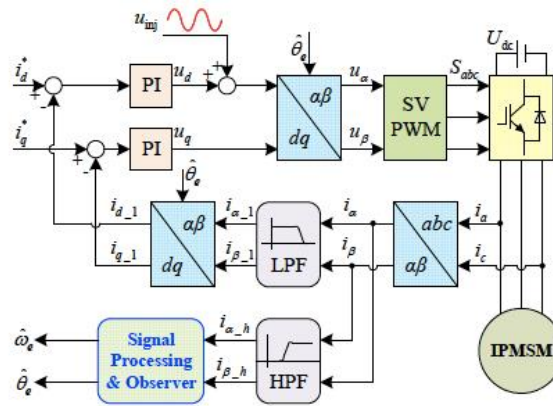 u_inj
U_dc
i_d^*
PI
u_d
θ̂_e
u_α
S_abc
αβ
dq
SV
PWM
i_q^*
PI
u_q
u_β
θ̂_e
i_d_1
i_q_1
αβ
dq
i_α_1
i_β_1
LPF
i_α
i_β
abc
αβ
i_a
i_c
ω̂_e
θ̂_e
Signal
Processing
& Observer
i_α_h
i_β_h
HPF
IPMSM